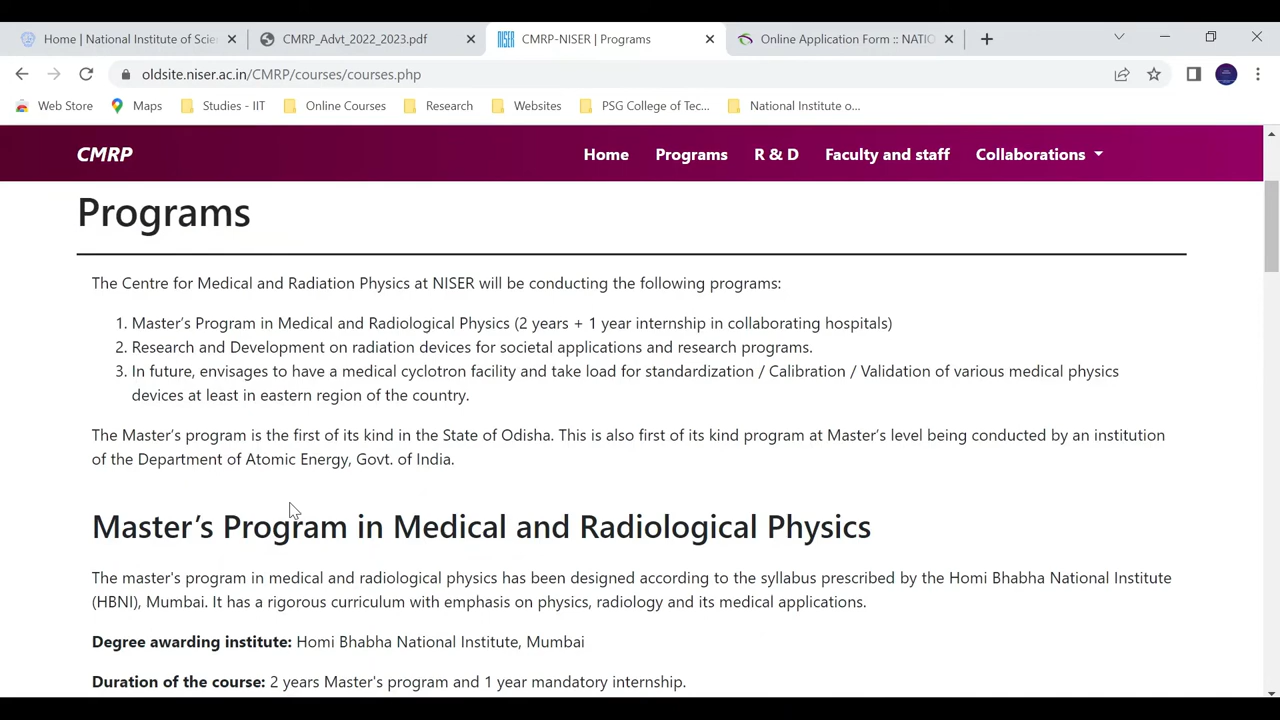 Home | National Institute of Scien
CMRP_Advt_2022_2023.pdf
NISER
CMRP-NISER | Programs
Online Application Form :: NATIO
oldsite.niser.ac.in/CMRP/courses/courses.php
Web Store
Maps
Studies - IIT
Online Courses
Research
Websites
PSG College of Tec...
National Institute o...
CMRP
Home
Programs
R & D
Faculty and staff
Collaborations
Programs
The Centre for Medical and Radiation Physics at NISER will be conducting the following programs:
1. Master’s Program in Medical and Radiological Physics (2 years + 1 year internship in collaborating hospitals)
2. Research and Development on radiation devices for societal applications and research programs.
3. In future, envisages to have a medical cyclotron facility and take load for standardization / Calibration / Validation of various medical physics
devices at least in eastern region of the country.
The Master’s program is the first of its kind in the State of Odisha. This is also first of its kind program at Master’s level being conducted by an institution
of the Department of Atomic Energy, Govt. of India.
Master’s Program in Medical and Radiological Physics
The master's program in medical and radiological physics has been designed according to the syllabus prescribed by the Homi Bhabha National Institute
(HBNI), Mumbai. It has a rigorous curriculum with emphasis on physics, radiology and its medical applications.
Degree awarding institute: Homi Bhabha National Institute, Mumbai
Duration of the course: 2 years Master's program and 1 year mandatory internship.